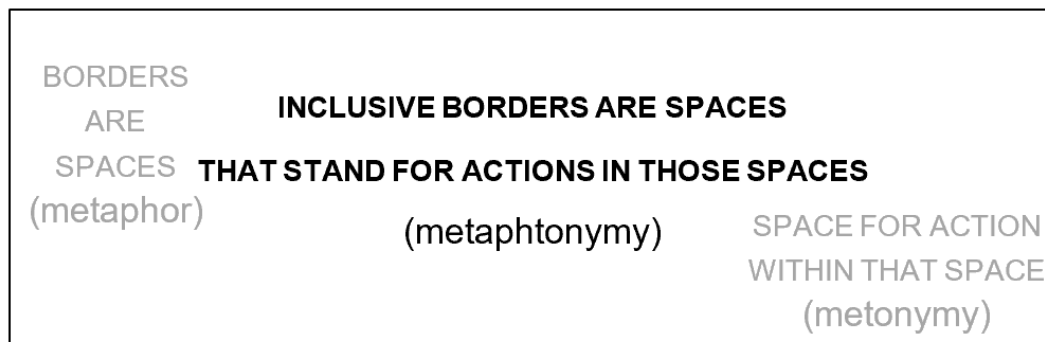 BORDERS
ARE
SPACES
(metaphor)
INCLUSIVE BORDERS ARE SPACES
THAT STAND FOR ACTIONS IN THOSE SPACES
(metaphtonymy)
SPACE FOR ACTION
WITHIN THAT SPACE
(metonymy)